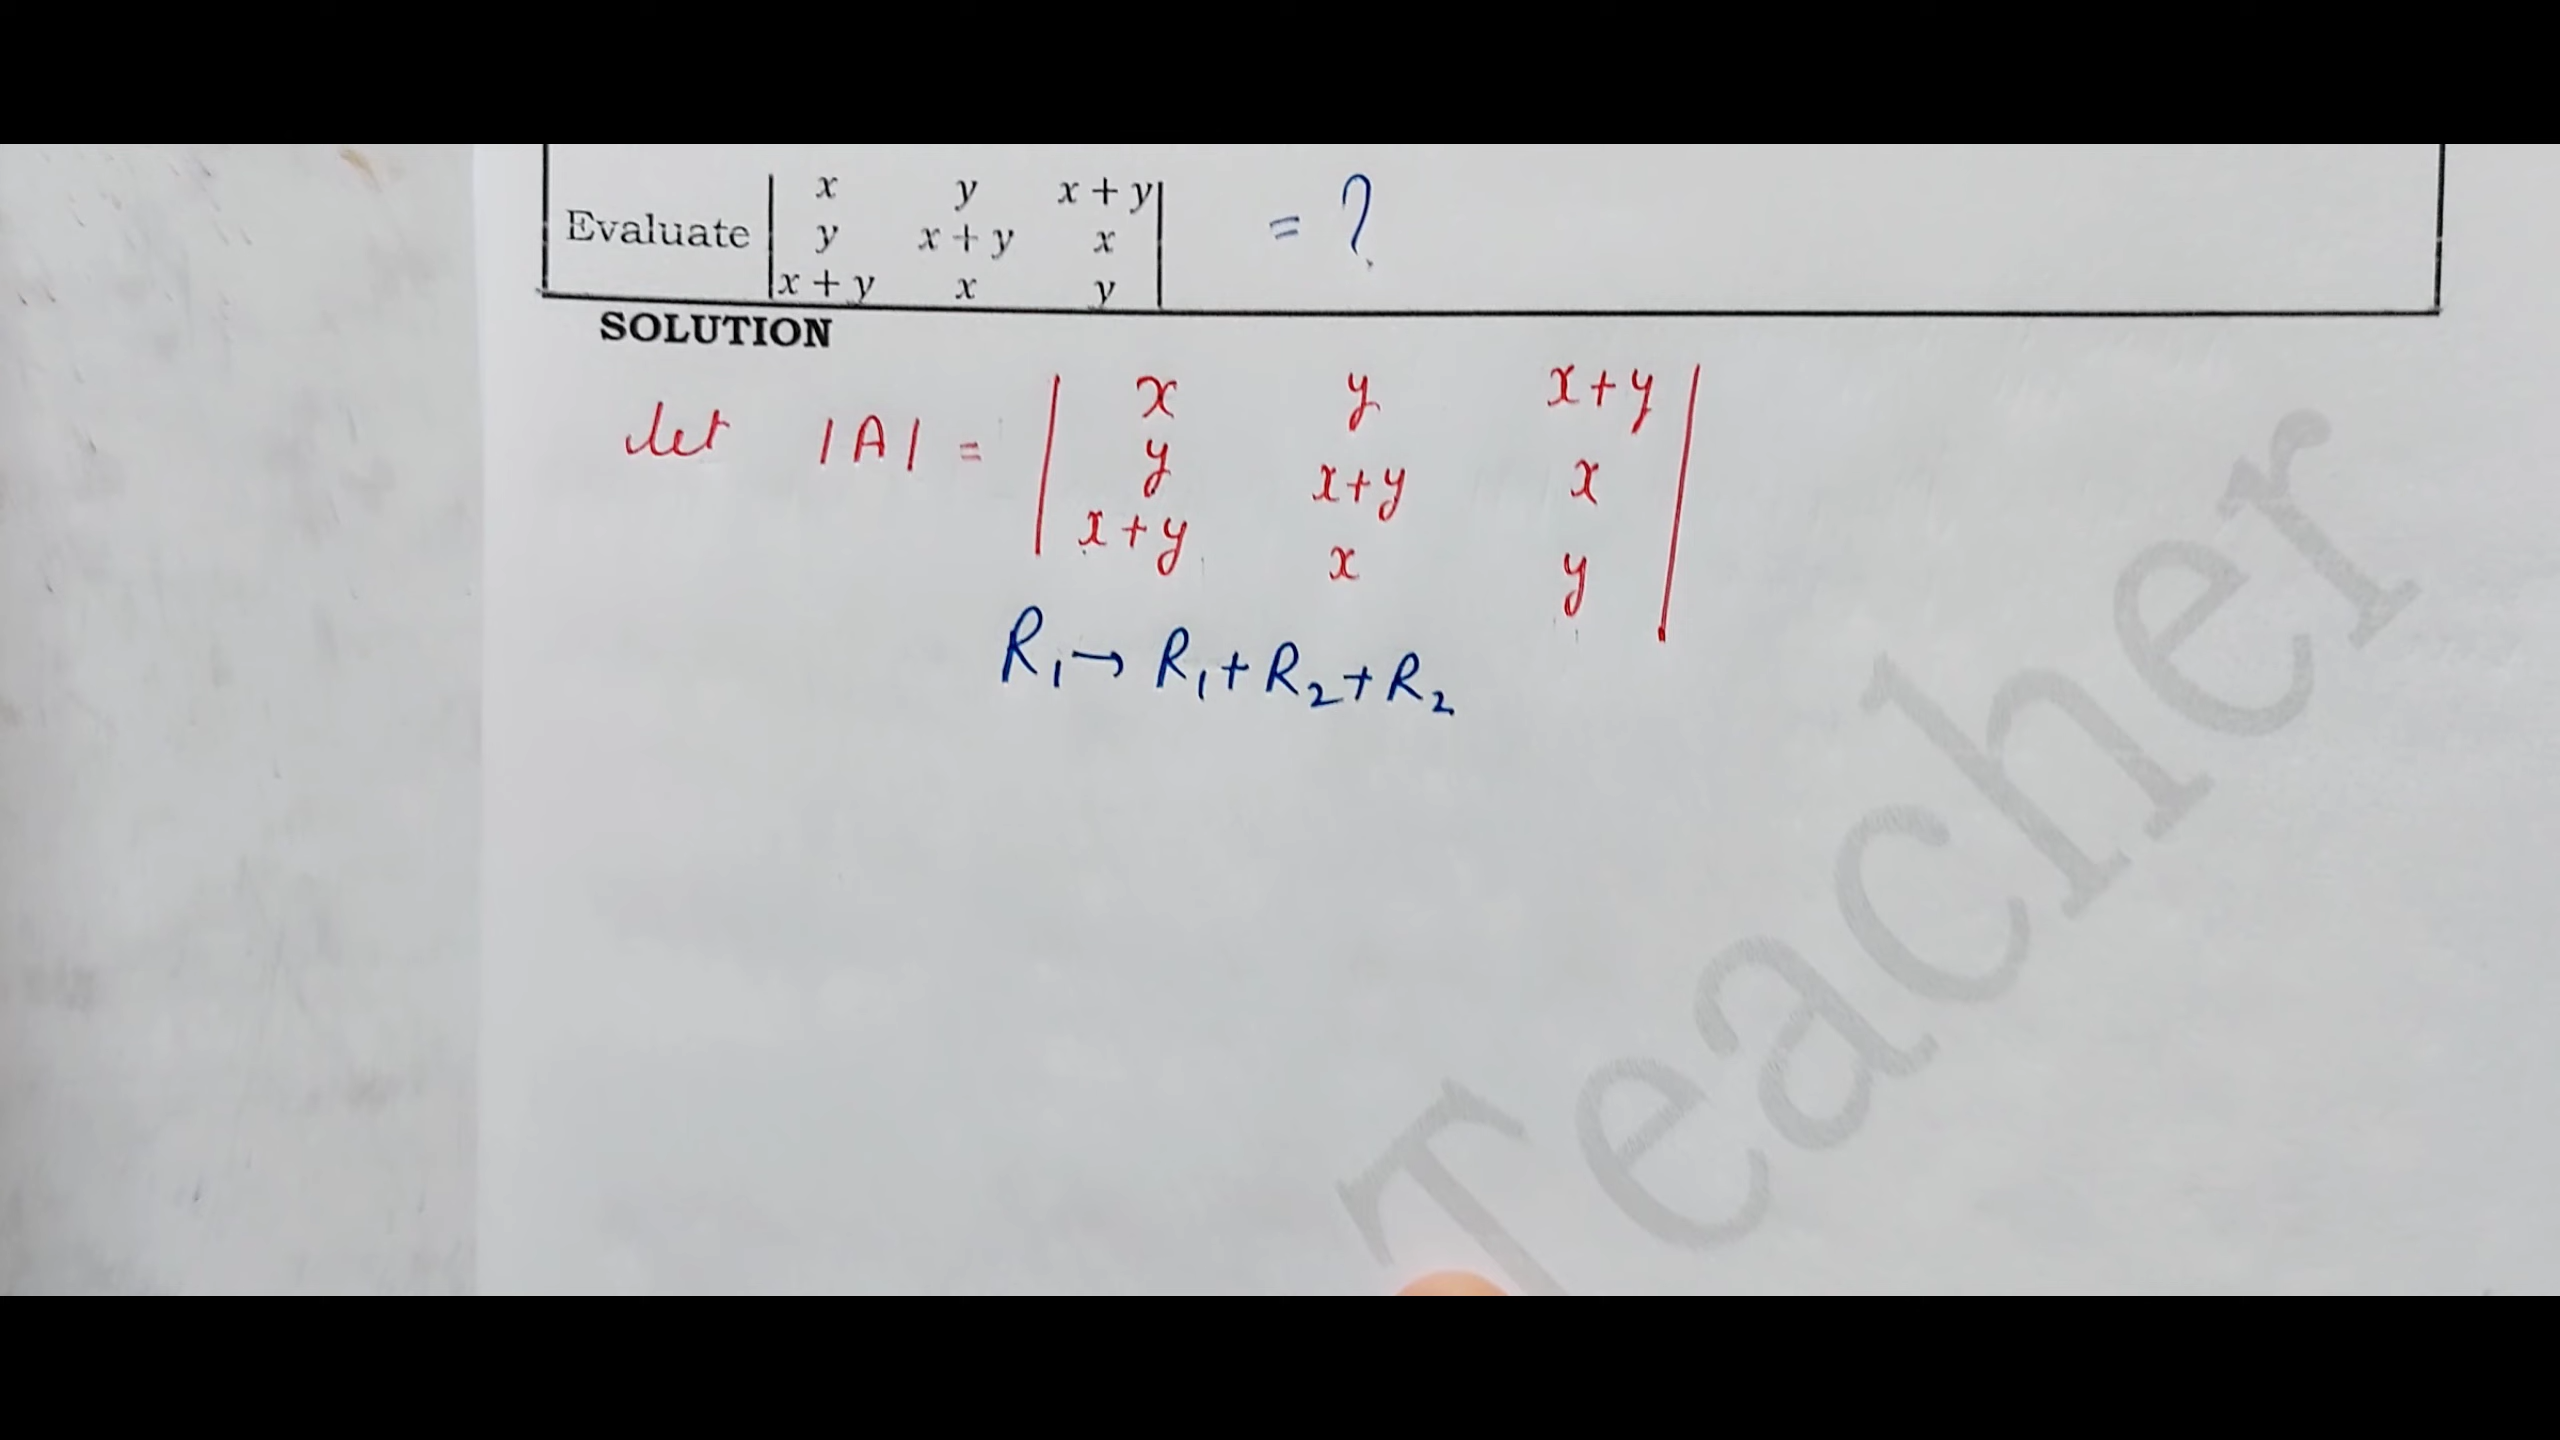 x y x + y
Evaluate y x + y x = ?
x + y x y
SOLUTION
x y x+y
let |A| = y x+y x
x+y x y
R₁→ R₁+R₂+R₂
Teacher